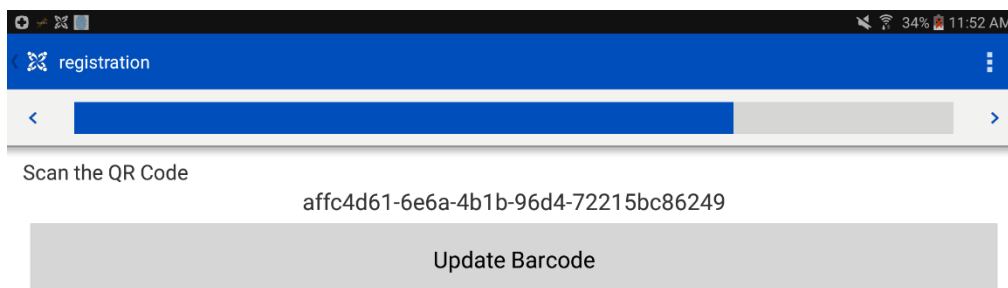 34% 11:52 AM
registration
Scan the QR Code
affc4d61-6e6a-4b1b-96d4-72215bc86249
Update Barcode